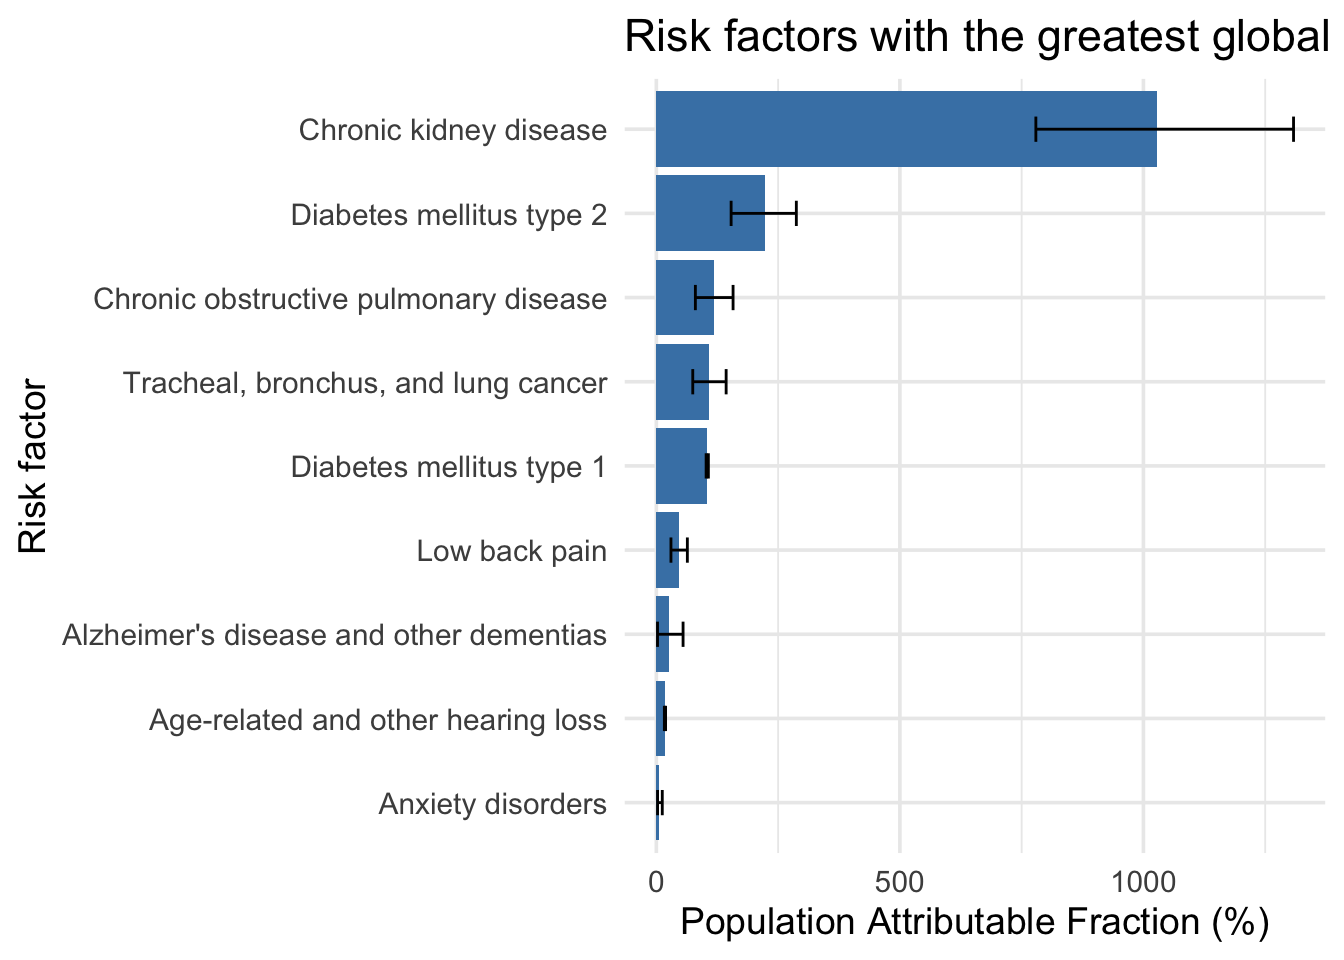 Risk factors with the greatest global
Chronic kidney disease
Diabetes mellitus type 2
Chronic obstructive pulmonary disease
Tracheal, bronchus, and lung cancer
Diabetes mellitus type 1
Low back pain
Alzheimer's disease and other dementias
Age-related and other hearing loss
Anxiety disorders
Risk factor
0 500 1000
Population Attributable Fraction (%)